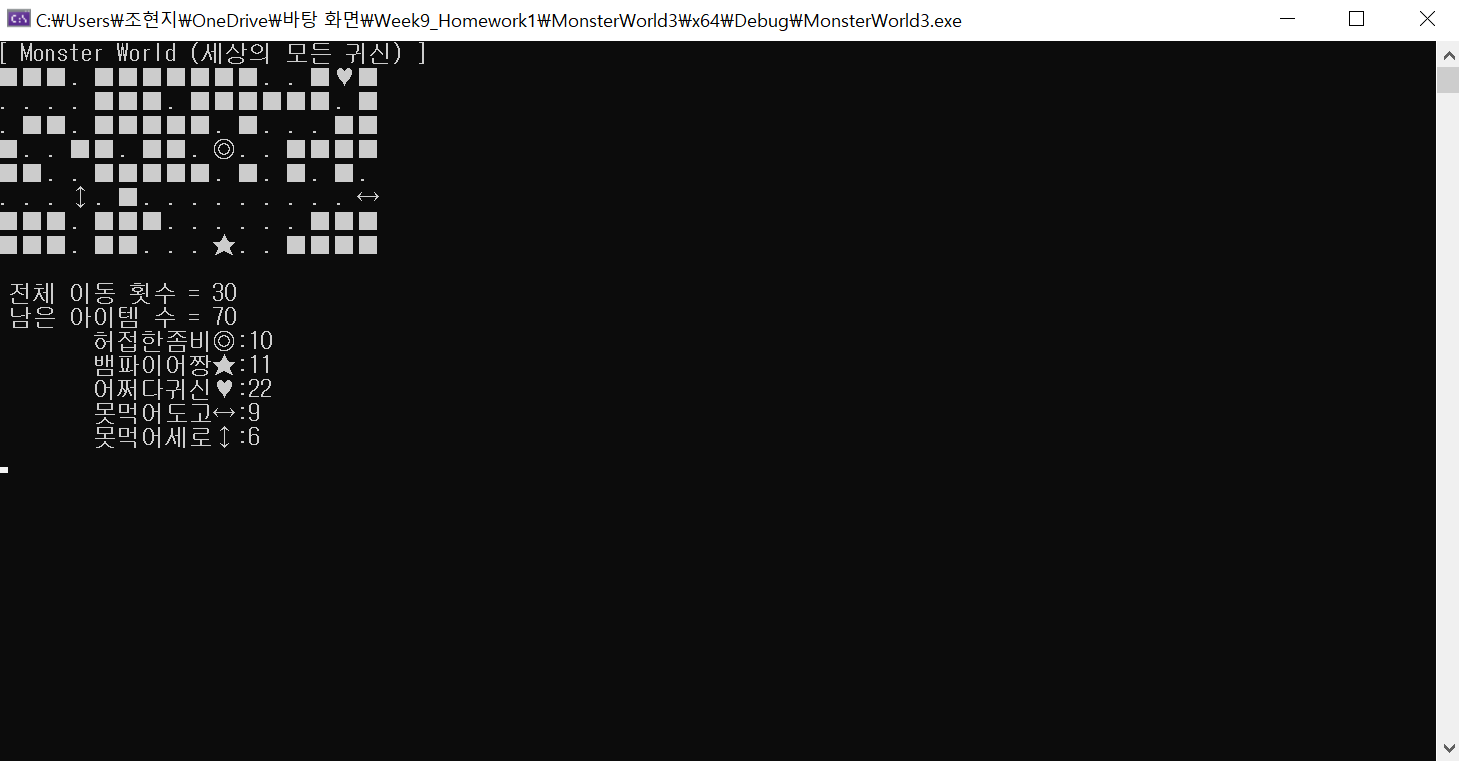 C:\Users\조현지\OneDrive\바탕 화면\Week9_Homework1\MonsterWorld3\x64\Debug\MonsterWorld3.exe
[ Monster World (세상의 모든 귀신) ]
■■■. ■■■■■■■. . ■♥■
. . . . ■■■. ■■■■■■. ■
. ■■. ■■■■■. ■. . . ■■
■. . ■■. ■■. ◎. . ■■■■
■■. . ■■■■■. ■. ■. ■.
. . . ↕. ■. . . . . . . . . ↔
■■■. ■■■. . . . . . ■■■
■■■. ■■. . . ★. . ■■■■
전체 이동 횟수 = 30
남은 아이템 수 = 70
허접한좀비◎:10
뱀파이어짱★:11
어쩌다귀신♥:22
못먹어도고↔:9
못먹어세로↕:6